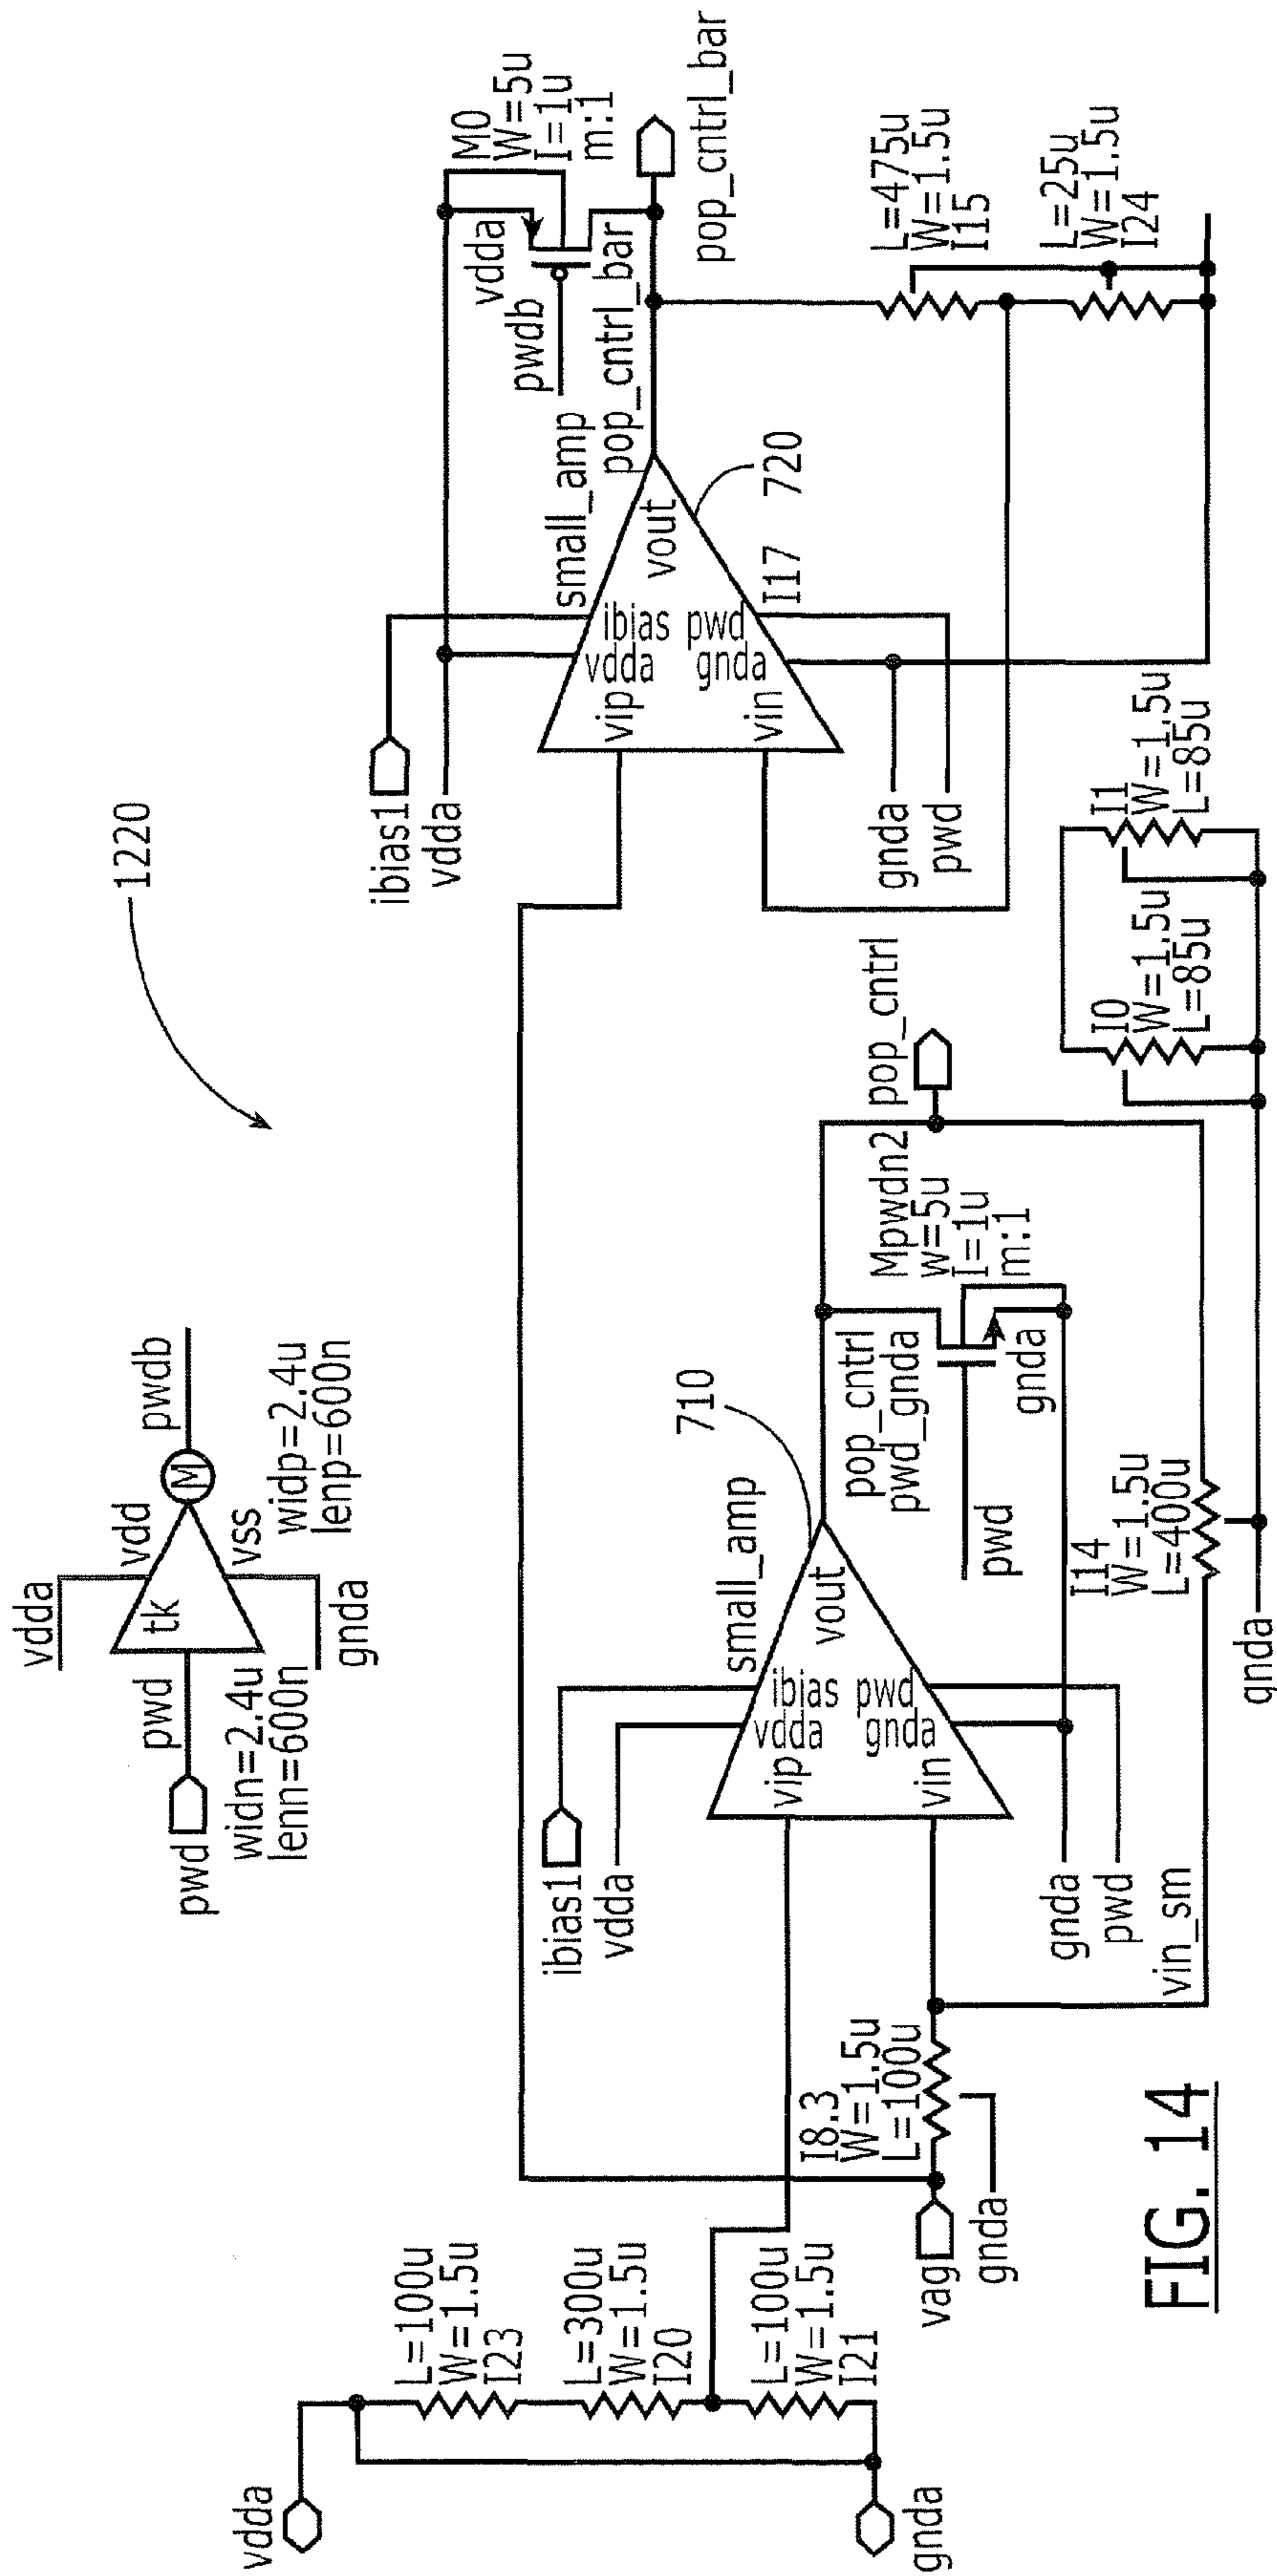 1220
vdda
vdd
pwd
pwd
tk
M
pwdb
widn=2.4u
lenn=600n
vss
gnda
widp=2.4u
lenp=600n
ibias1
vdda
small_amp
vip
ibias
vdda
pwd
gnda
vin
vout
I17
720
gnda
pwd
pwdb
vdda
M0
W=5u
l=1u
m:1
pop_cntrl_bar
pop_cntrl_bar
L=475u
W=1.5u
I15
L=25u
W=1.5u
I24
vdda
L=100u
W=1.5u
I23
L=300u
W=1.5u
I20
L=100u
W=1.5u
I21
gnda
vag
gnda
I8.3
W=1.5u
L=100u
ibias1
vdda
small_amp
710
vip
ibias
vdda
pwd
gnda
vin
vout
gnda
pwd
vin_sm
pop_cntrl
pwd_gnda
pwd
gnda
Mpwdn2
w=5u
l=1u
m:1
pop_cntrl
I14
W=1.5u
L=400u
gnda
I0
W=1.5u
L=85u
I1
W=1.5u
L=85u
FIG. 14